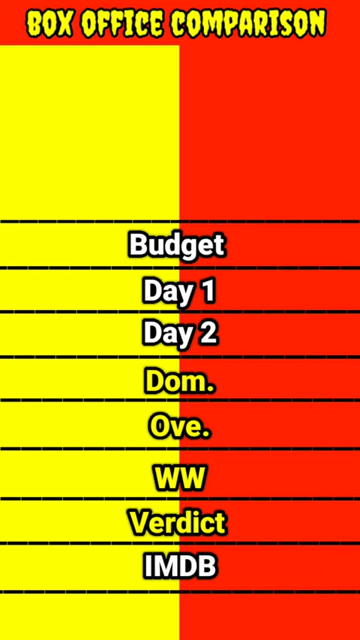 BOX OFFICE COMPARISON
Budget
Day 1
Day 2
Dom.
Ove.
WW
Verdict
IMDB